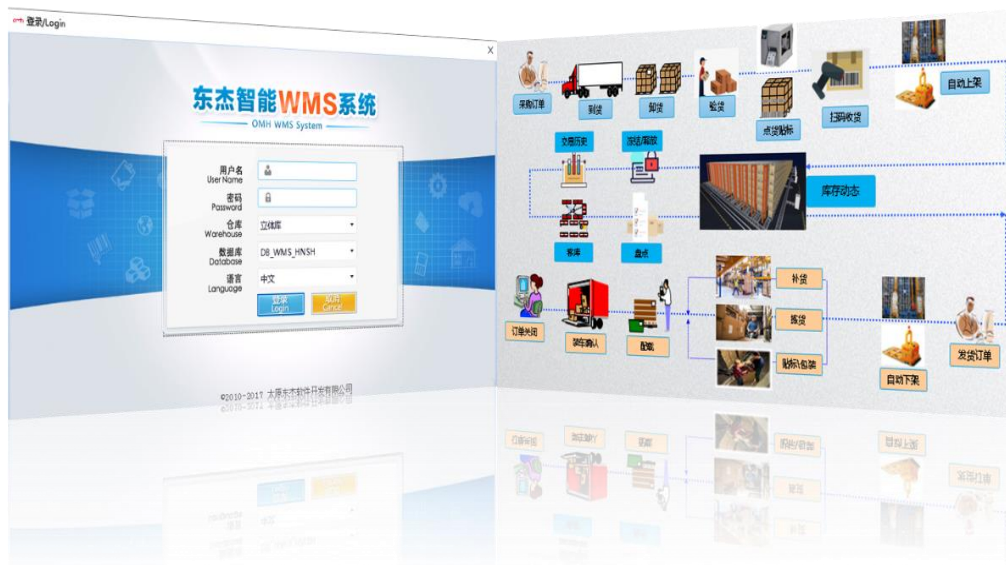 登录/Login
X
东杰智能WMS系统
OMH WMS System
用户名
User Name
密码
Password
仓库
Warehouse
立体库
数据库
Database
DB_WMS_HNSH
语言
Language
中文
登录
Login
取消
Cancel
©2010-2017 太原东杰软件开发有限公司
采购订单
到货
卸货
验货
点货贴标
扫码收货
自动上架
交易历史
冻结/释放
库存动态
移库
盘点
订单关闭
装车确认
配载
补货
拣货
贴标\包装
自动下架
发货订单